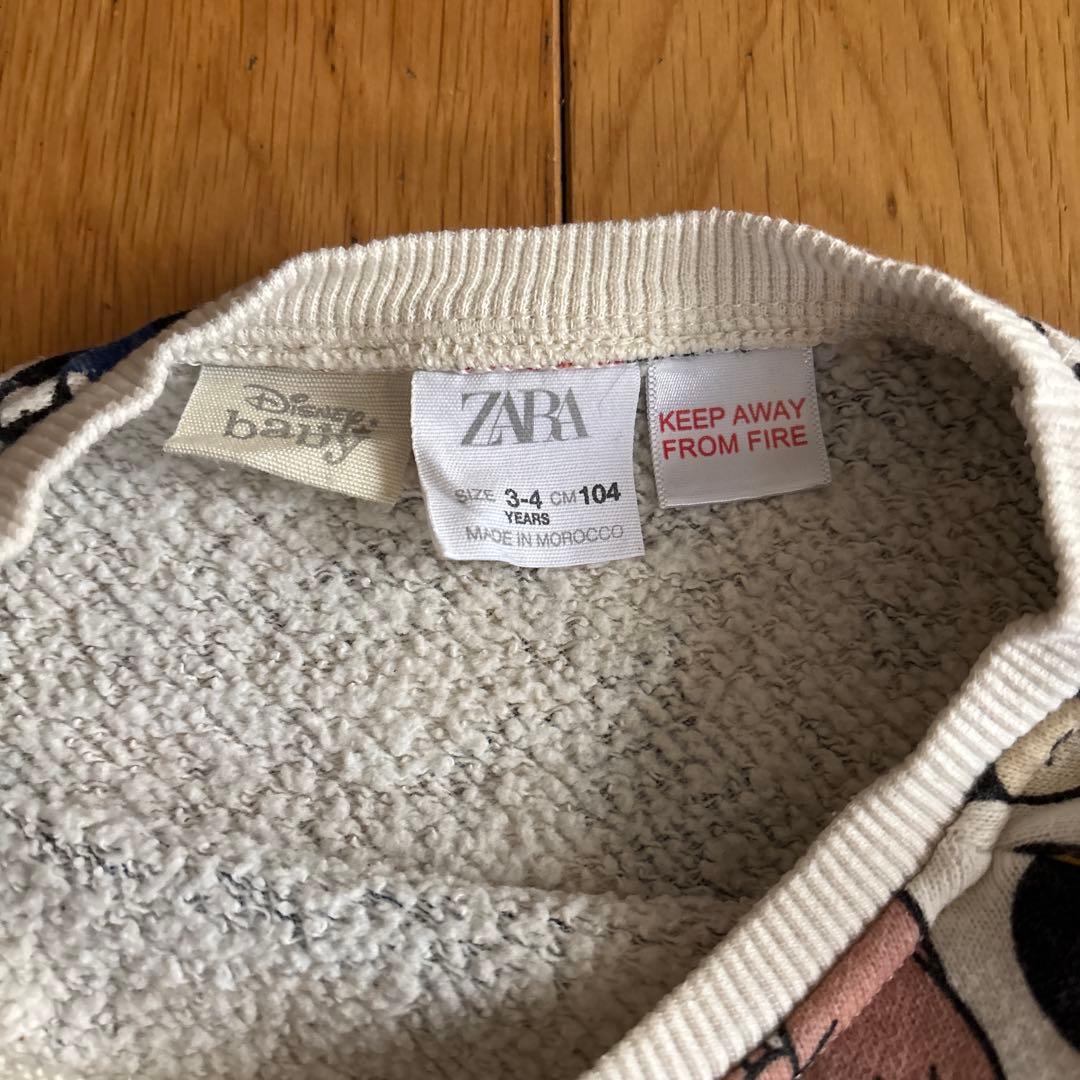 Disney
baby
ZARA
SIZE 3-4 CM 104
YEARS
MADE IN MOROCCO
KEEP AWAY
FROM FIRE